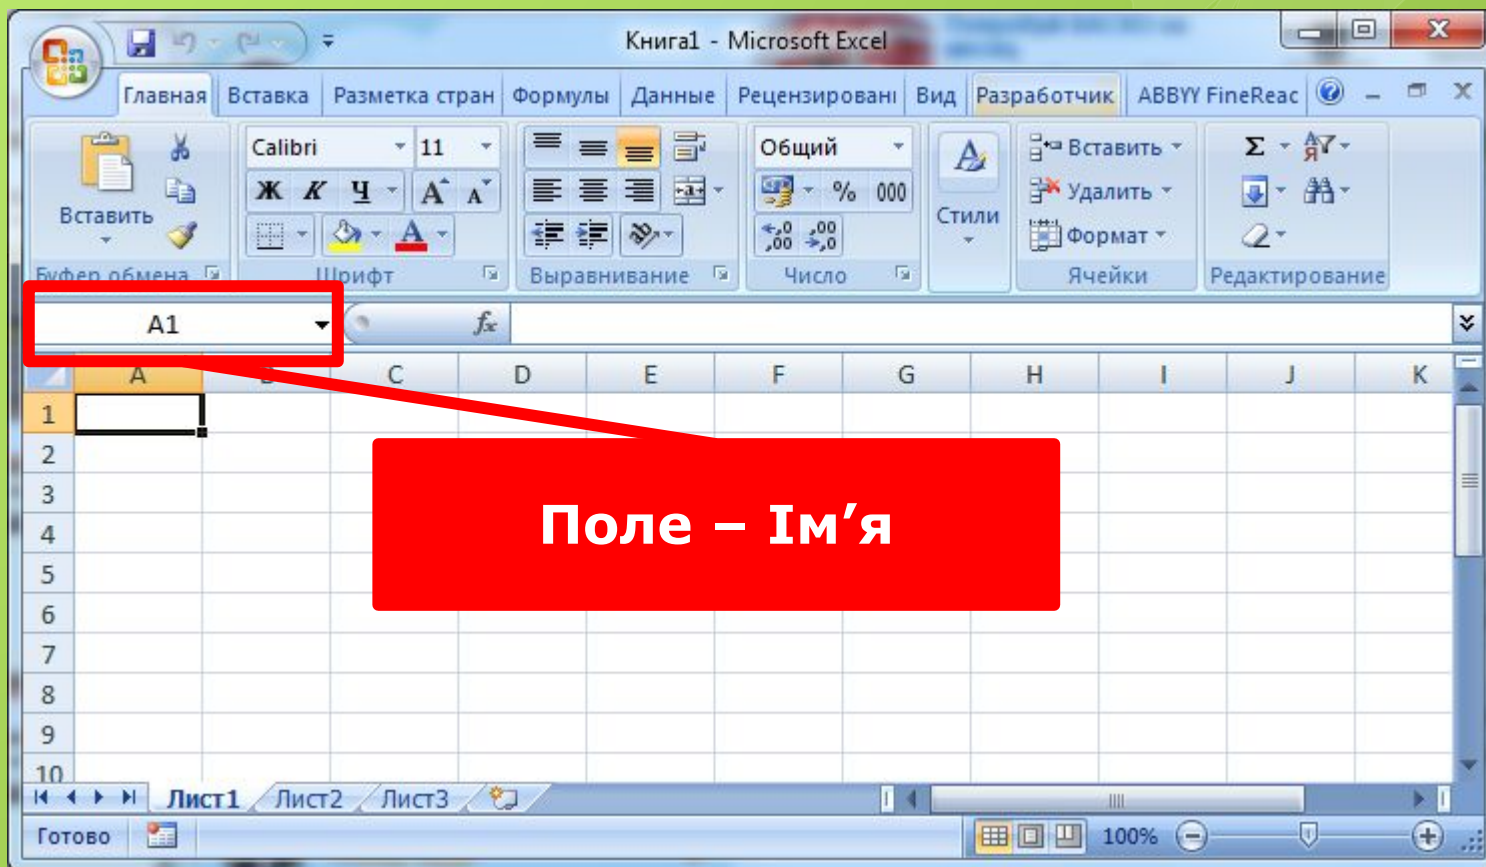 Книга1 - Microsoft Excel
Главная Вставка Разметка стран Формулы Данные Рецензировані Вид Разработчик ABBYY FineReac
Calibri 11 Общий Вставить
Ж К Ч А А % 000 Удалить
Вставить Стили Формат
Буфер обмена Шрифт Выравнивание Число Ячейки Редактирование
A1 fx
A C D E F G H I J K
1
2
3
4
Поле – Ім’я
5
6
7
8
9
10
Лист1 Лист2 Лист3
Готово 100%